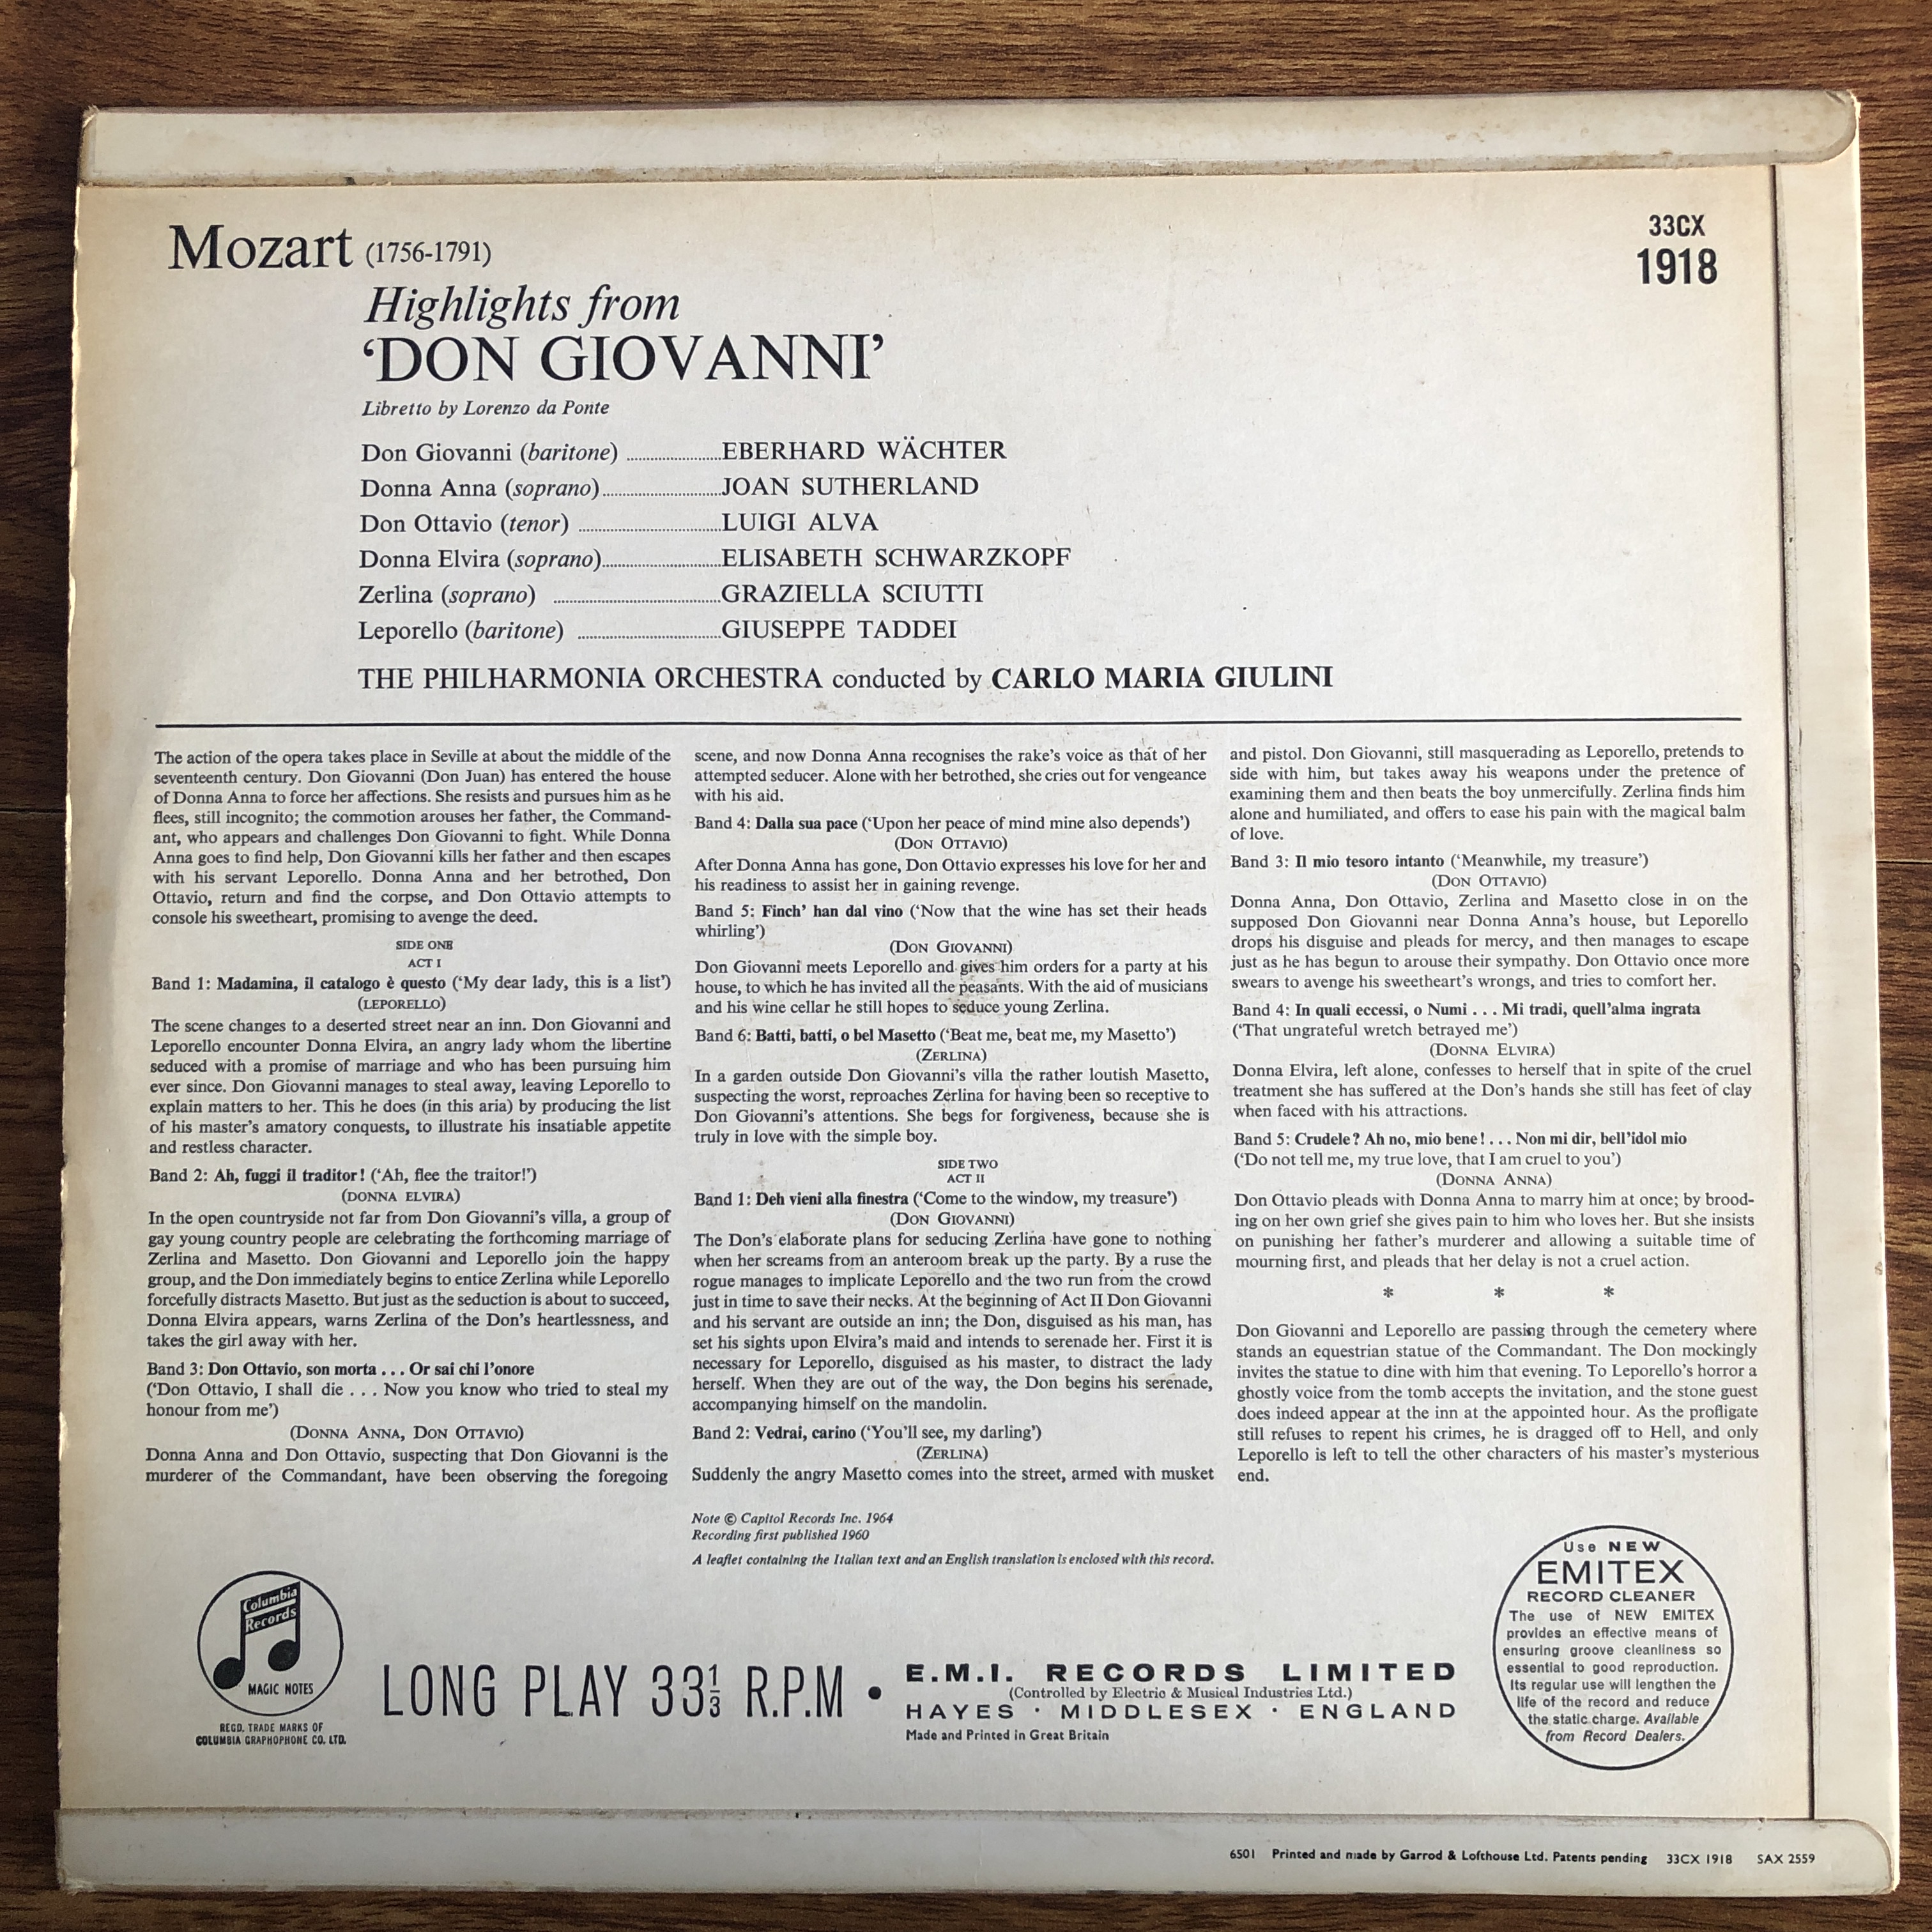 Mozart (1756-1791)
33CX
1918
Highlights from
‘DON GIOVANNI’
Libretto by Lorenzo da Ponte
Don Giovanni (baritone) ....................EBERHARD WÄCHTER
Donna Anna (soprano)....................JOAN SUTHERLAND
Don Ottavio (tenor) ....................LUIGI ALVA
Donna Elvira (soprano)....................ELISABETH SCHWARZKOPF
Zerlina (soprano) ....................GRAZIELLA SCIUTTI
Leporello (baritone) ....................GIUSEPPE TADDEI
THE PHILHARMONIA ORCHESTRA conducted by CARLO MARIA GIULINI
The action of the opera takes place in Seville at about the middle of the
seventeenth century. Don Giovanni (Don Juan) has entered the house
of Donna Anna to force her affections. She resists and pursues him as he
flees, still incognito; the commotion arouses her father, the Command-
ant, who appears and challenges Don Giovanni to fight. While Donna
Anna goes to find help, Don Giovanni kills her father and then escapes
with his servant Leporello. Donna Anna and her betrothed, Don
Ottavio, return and find the corpse, and Don Ottavio attempts to
console his sweetheart, promising to avenge the deed.
SIDE ONE
ACT I
Band 1: Madamina, il catalogo è questo (‘My dear lady, this is a list’)
(LEPORELLO)
The scene changes to a deserted street near an inn. Don Giovanni and
Leporello encounter Donna Elvira, an angry lady whom the libertine
seduced with a promise of marriage and who has been pursuing him
ever since. Don Giovanni manages to steal away, leaving Leporello to
explain matters to her. This he does (in this aria) by producing the list
of his master’s amatory conquests, to illustrate his insatiable appetite
and restless character.
Band 2: Ah, fuggi il traditor! (‘Ah, flee the traitor!’)
(DONNA ELVIRA)
In the open countryside not far from Don Giovanni’s villa, a group of
gay young country people are celebrating the forthcoming marriage of
Zerlina and Masetto. Don Giovanni and Leporello join the happy
group, and the Don immediately begins to entice Zerlina while Leporello
forcefully distracts Masetto. But just as the seduction is about to succeed,
Donna Elvira appears, warns Zerlina of the Don’s heartlessness, and
takes the girl away with her.
Band 3: Don Ottavio, son morta . . . Or sai chi l’onore
(‘Don Ottavio, I shall die . . . Now you know who tried to steal my
honour from me’)
(DONNA ANNA, DON OTTAVIO)
Donna Anna and Don Ottavio, suspecting that Don Giovanni is the
murderer of the Commandant, have been observing the foregoing
scene, and now Donna Anna recognises the rake’s voice as that of her
attempted seducer. Alone with her betrothed, she cries out for vengeance
with his aid.
Band 4: Dalla sua pace (‘Upon her peace of mind mine also depends’)
(DON OTTAVIO)
After Donna Anna has gone, Don Ottavio expresses his love for her and
his readiness to assist her in gaining revenge.
Band 5: Finch’ han dal vino (‘Now that the wine has set their heads
whirling’)
(DON GIOVANNI)
Don Giovanni meets Leporello and gives him orders for a party at his
house, to which he has invited all the peasants. With the aid of musicians
and his wine cellar he still hopes to seduce young Zerlina.
Band 6: Batti, batti, o bel Masetto (‘Beat me, beat me, my Masetto’)
(ZERLINA)
In a garden outside Don Giovanni’s villa the rather loutish Masetto,
suspecting the worst, reproaches Zerlina for having been so receptive to
Don Giovanni’s attentions. She begs for forgiveness, because she is
truly in love with the simple boy.
SIDE TWO
ACT II
Band 1: Deh vieni alla finestra (‘Come to the window, my treasure’)
(DON GIOVANNI)
The Don’s elaborate plans for seducing Zerlina have gone to nothing
when her screams from an anteroom break up the party. By a ruse the
rogue manages to implicate Leporello and the two run from the crowd
just in time to save their necks. At the beginning of Act II Don Giovanni
and his servant are outside an inn; the Don, disguised as his man, has
set his sights upon Elvira’s maid and intends to serenade her. First it is
necessary for Leporello, disguised as his master, to distract the lady
herself. When they are out of the way, the Don begins his serenade,
accompanying himself on the mandolin.
Band 2: Vedrai, carino (‘You’ll see, my darling’)
(ZERLINA)
Suddenly the angry Masetto comes into the street, armed with musket
and pistol. Don Giovanni, still masquerading as Leporello, pretends to
side with him, but takes away his weapons under the pretence of
examining them and then beats the boy unmercifully. Zerlina finds him
alone and humiliated, and offers to ease his pain with the magical balm
of love.
Band 3: Il mio tesoro intanto (‘Meanwhile, my treasure’)
(DON OTTAVIO)
Donna Anna, Don Ottavio, Zerlina and Masetto close in on the
supposed Don Giovanni near Donna Anna’s house, but Leporello
drops his disguise and pleads for mercy, and then manages to escape
just as he has begun to arouse their sympathy. Don Ottavio once more
swears to avenge his sweetheart’s wrongs, and tries to comfort her.
Band 4: In quali eccessi, o Numi . . . Mi tradì, quell’alma ingrata
(‘That ungrateful wretch betrayed me’)
(DONNA ELVIRA)
Donna Elvira, left alone, confesses to herself that in spite of the cruel
treatment she has suffered at the Don’s hands she still has feet of clay
when faced with his attractions.
Band 5: Crudele? Ah no, mio bene! . . . Non mi dir, bell’idol mio
(‘Do not tell me, my true love, that I am cruel to you’)
(DONNA ANNA)
Don Ottavio pleads with Donna Anna to marry him at once; by brood-
ing on her own grief she gives pain to him who loves her. But she insists
on punishing her father’s murderer and allowing a suitable time of
mourning first, and pleads that her delay is not a cruel action.
* * *
Don Giovanni and Leporello are passing through the cemetery where
stands an equestrian statue of the Commandant. The Don mockingly
invites the statue to dine with him that evening. To Leporello’s horror a
ghostly voice from the tomb accepts the invitation, and the stone guest
does indeed appear at the inn at the appointed hour. As the profligate
still refuses to repent his crimes, he is dragged off to Hell, and only
Leporello is left to tell the other characters of his master’s mysterious
end.
Note © Capitol Records Inc. 1964
Recording first published 1960
A leaflet containing the Italian text and an English translation is enclosed with this record.
Columbia
Records
MAGIC NOTES
REGD. TRADE MARKS OF
COLUMBIA GRAPHOPHONE CO. LTD.
LONG PLAY 33⅓ R.P.M •
E.M.I. RECORDS LIMITED
(Controlled by Electric & Musical Industries Ltd.)
HAYES · MIDDLESEX · ENGLAND
Made and Printed in Great Britain
Use NEW
EMITEX
RECORD CLEANER
The use of NEW EMITEX
provides an effective means of
ensuring groove cleanliness so
essential to good reproduction.
Its regular use will lengthen the
life of the record and reduce
the static charge. Available
from Record Dealers.
6501 Printed and made by Garrod & Lofthouse Ltd. Patents pending 33CX 1918 SAX 2559